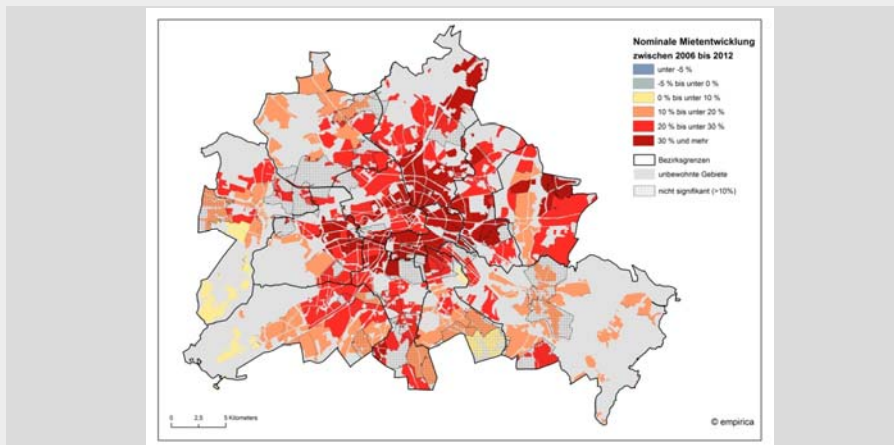 Nominale Mietentwicklung
zwischen 2006 bis 2012
unter -5 %
-5 % bis unter 0 %
0 % bis unter 10 %
10 % bis unter 20 %
20 % bis unter 30 %
30 % und mehr
Bezirksgrenzen
unbewohnte Gebiete
nicht signifikant (>10%)
0 2,5 5 Kilometers
© empirica